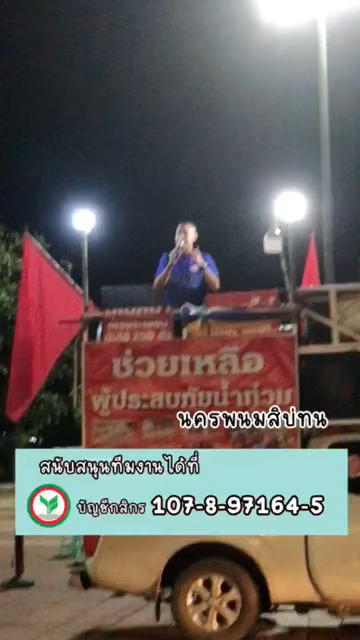 ช่วยเหลือ
ผู้ประสบภัยน้ำท่วม
นครพนมสิปทน
สนับสนุนทีมงานได้ที่
บัญชีกสิกร 107-8-97164-5